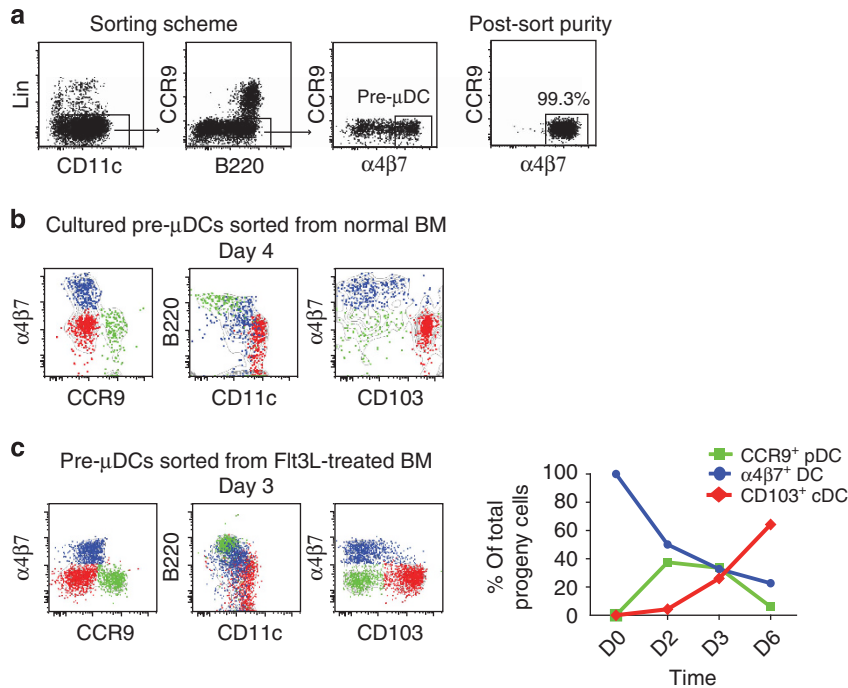 a
Sorting scheme
Post-sort purity
Lin
CD11c
CCR9
B220
CCR9
Pre-μDC
α4β7
CCR9
99.3%
α4β7
b
Cultured pre-μDCs sorted from normal BM
Day 4
α4β7
CCR9
B220
CD11c
α4β7
CD103
c
Pre-μDCs sorted from Flt3L-treated BM
Day 3
α4β7
CCR9
B220
CD11c
α4β7
CD103
CCR9⁺ pDC
α4β7⁺ DC
CD103⁺ cDC
% Of total
progeny cells
100
80
60
40
20
0
D0
D2
D3
D6
Time